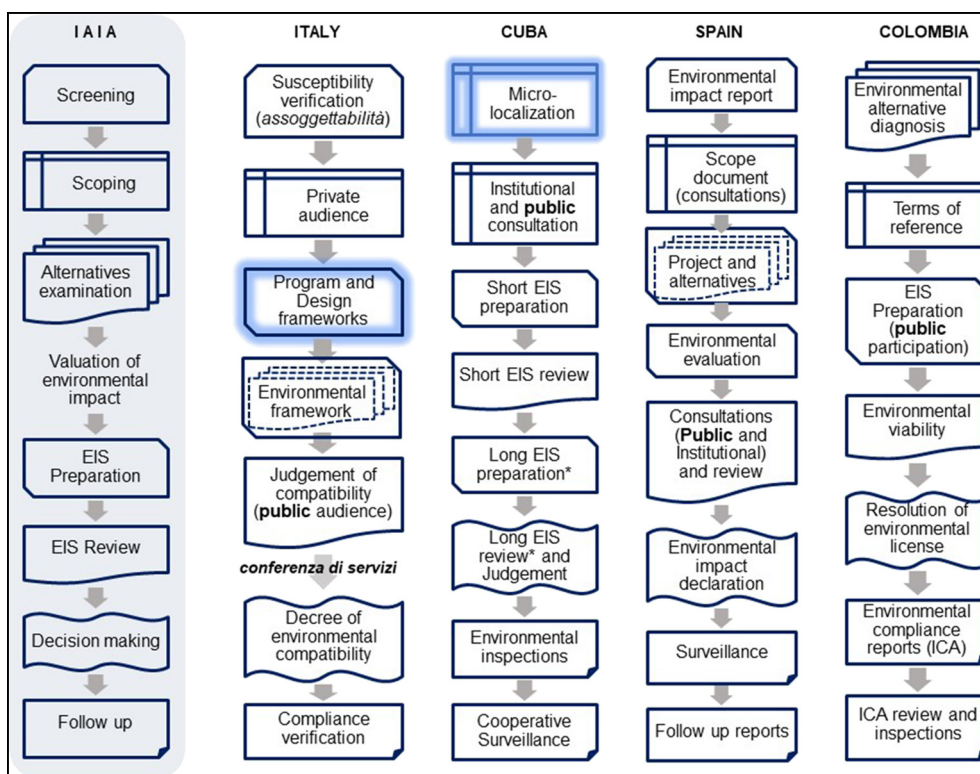 I A I A
Screening
Scoping
Alternatives
examination
Valuation of
environmental
impact
EIS
Preparation
EIS Review
Decision making
Follow up
ITALY
Susceptibility
verification
(assoggettabilità)
Private
audience
Program and
Design
frameworks
Environmental
framework
Judgement of
compatibility
(public audience)
conferenza di servizi
Decree of
environmental
compatibility
Compliance
verification
CUBA
Micro-
localization
Institutional
and public
consultation
Short EIS
preparation
Short EIS review
Long EIS
preparation*
Long EIS
review* and
Judgement
Environmental
inspections
Cooperative
Surveillance
SPAIN
Environmental
impact report
Scope
document
(consultations)
Project and
alternatives
Environmental
evaluation
Consultations
(Public and
Institutional) and
review
Environmental
impact
declaration
Surveillance
Follow up reports
COLOMBIA
Environmental
alternative
diagnosis
Terms of
reference
EIS
Preparation
(public
participation)
Environmental
viability
Resolution of
environmental
license
Environmental
compliance
reports (ICA)
ICA review and
inspections